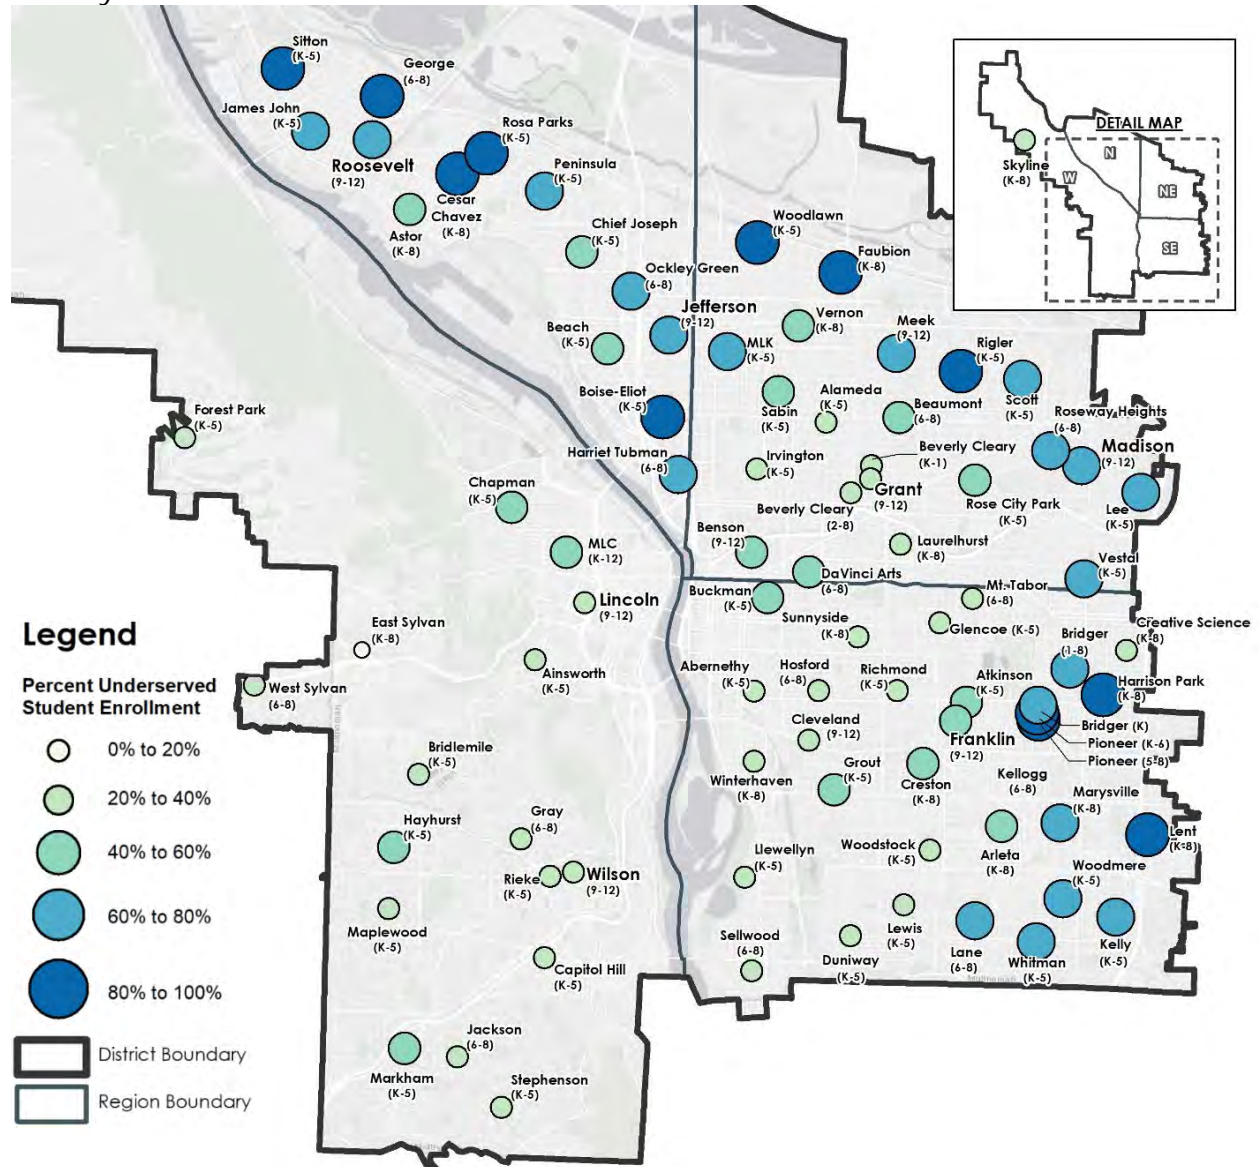 Sitton
(K-5)
George
(6-8)
James John
(K-5)
Roosevelt
(9-12)
Rosa Parks
(K-5)
Cesar
Chavez
(K-8)
Peninsula
(K-5)
Astor
(K-8)
Chief Joseph
(K-5)
Woodlawn
(K-5)
Faubion
(K-8)
Ockley Green
(6-8)
Jefferson
(9-12)
Beach
(K-5)
MLK
(K-5)
Vernon
(K-8)
Meek
(9-12)
Rigler
(K-5)
Scott
(K-5)
Boise-Eliot
(K-5)
Sabin
(K-5)
Alameda
(K-5)
Beaumont
(6-8)
Roseway Heights
(6-8)
Madison
(9-12)
Harriet Tubman
(6-8)
Irvington
(K-5)
Beverly Cleary
(K-1)
Grant
(9-12)
Beverly Cleary
(2-8)
Rose City Park
(K-5)
Lee
(K-5)
Forest Park
(K-5)
Chapman
(K-5)
MLC
(K-12)
Benson
(9-12)
Laurelhurst
(K-8)
DaVinci Arts
(6-8)
Vestal
(K-5)
Lincoln
(9-12)
Buckman
(K-5)
Sunnyside
(K-8)
Mt. Tabor
(6-8)
Glencoe (K-5)
Creative Science
(K-8)
Bridger
(1-8)
East Sylvan
(K-8)
West Sylvan
(6-8)
Ainsworth
(K-5)
Abernethy
(K-5)
Hosford
(6-8)
Richmond
(K-5)
Atkinson
(K-5)
Harrison Park
(K-8)
Bridger (K)
Pioneer (K-6)
Pioneer (5-8)
Cleveland
(9-12)
Franklin
(9-12)
Bridlemile
(K-5)
Winterhaven
(K-8)
Grout
(K-5)
Creston
(K-8)
Kellogg
(6-8)
Marysville
(K-8)
Lent
(K-8)
Hayhurst
(K-5)
Gray
(6-8)
Rieke
(K-5)
Wilson
(9-12)
Llewellyn
(K-5)
Woodstock
(K-5)
Arleta
(K-8)
Woodmere
(K-5)
Maplewood
(K-5)
Capitol Hill
(K-5)
Sellwood
(6-8)
Duniway
(K-5)
Lewis
(K-5)
Lane
(6-8)
Whitman
(K-5)
Kelly
(K-5)
Markham
(K-5)
Jackson
(6-8)
Stephenson
(K-5)
DETAIL MAP
Skyline
(K-8)
N
W
NE
SE
Legend
Percent Underserved
Student Enrollment
0% to 20%
20% to 40%
40% to 60%
60% to 80%
80% to 100%
District Boundary
Region Boundary